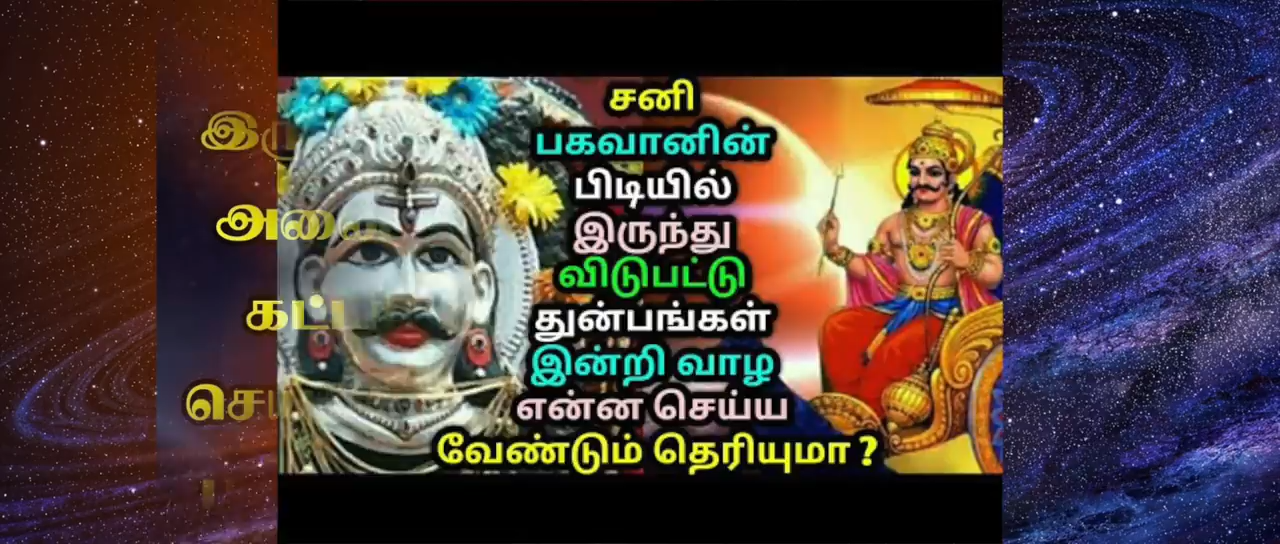 சனி
பகவானின்
பிடியில்
இருந்து
விடுபட்டு
துன்பங்கள்
இன்றி வாழ
என்ன செய்ய
வேண்டும் தெரியுமா ?